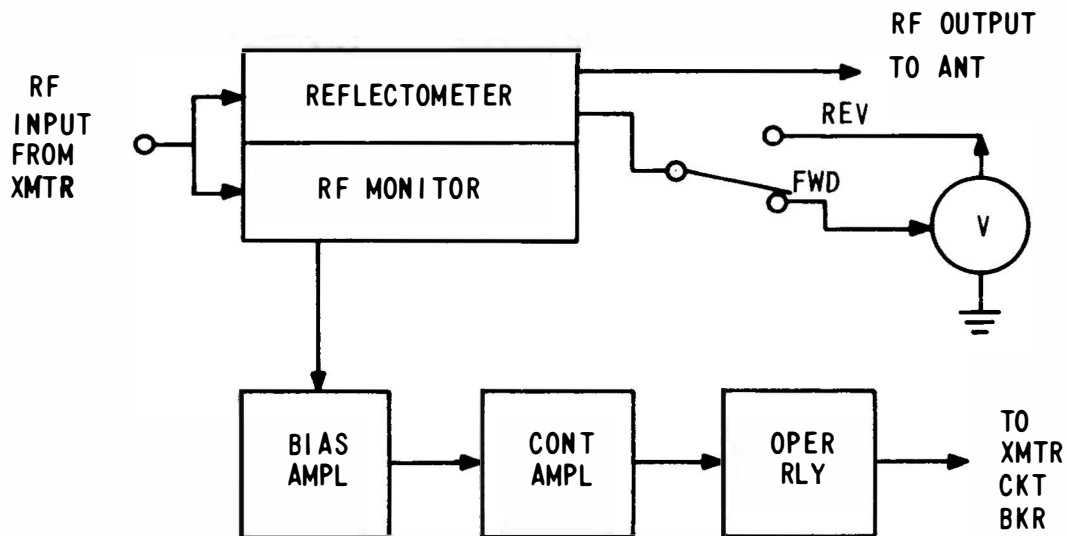 RF
INPUT
FROM
XMTR
REFLECTOMETER
RF MONITOR
RF OUTPUT
TO ANT
REV
FWD
V
BIAS
AMPL
CONT
AMPL
OPER
RLY
TO
XMTR
CKT
BKR